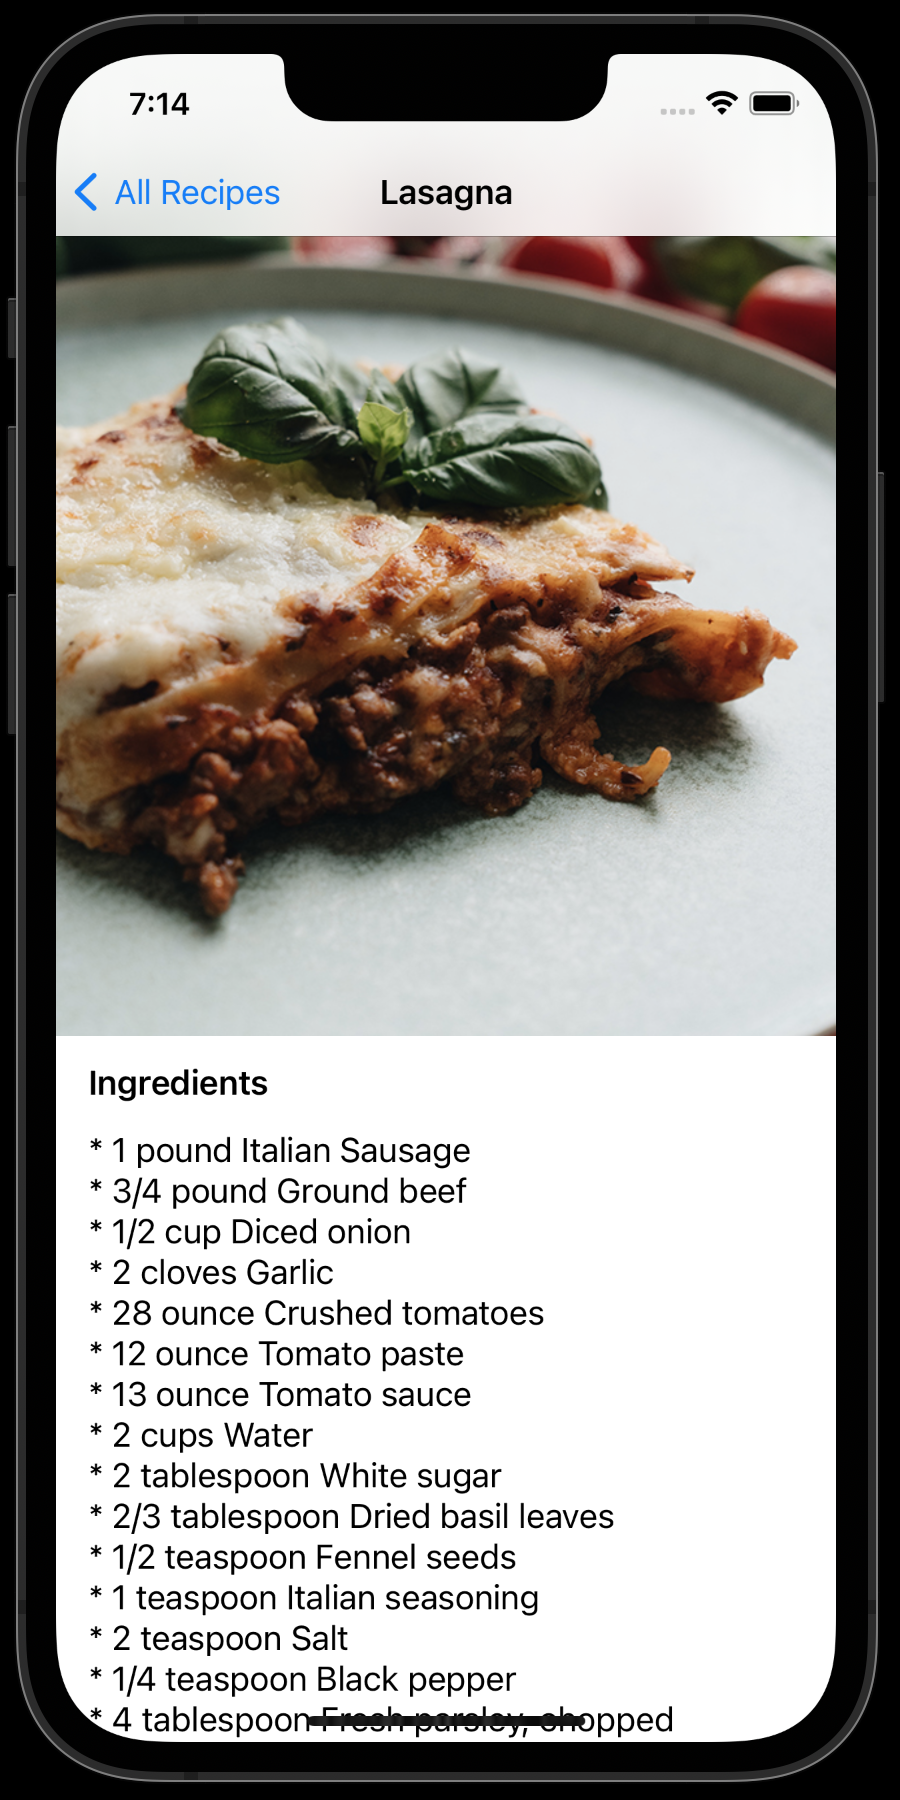 7:14
All Recipes
Lasagna
Ingredients
* 1 pound Italian Sausage
* 3/4 pound Ground beef
* 1/2 cup Diced onion
* 2 cloves Garlic
* 28 ounce Crushed tomatoes
* 12 ounce Tomato paste
* 13 ounce Tomato sauce
* 2 cups Water
* 2 tablespoon White sugar
* 2/3 tablespoon Dried basil leaves
* 1/2 teaspoon Fennel seeds
* 1 teaspoon Italian seasoning
* 2 teaspoon Salt
* 1/4 teaspoon Black pepper
* 4 tablespoon Fresh parsley, chopped